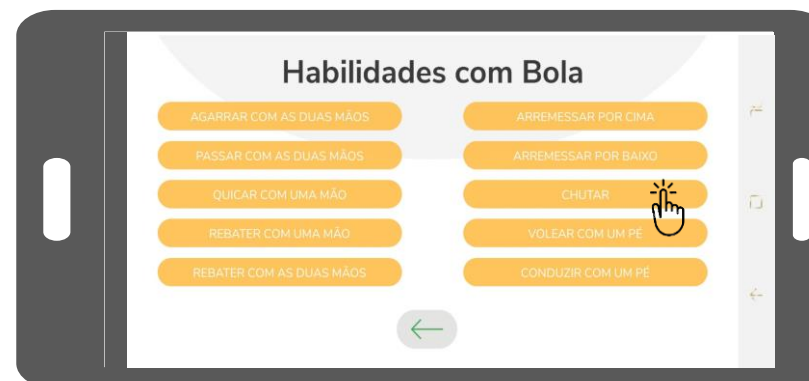 Habilidades com Bola
AGARRAR COM AS DUAS MÃOS
PASSAR COM AS DUAS MÃOS
QUICAR COM UMA MÃO
REBATER COM UMA MÃO
REBATER COM AS DUAS MÃOS
ARREMESSAR POR CIMA
ARREMESSAR POR BAIXO
CHUTAR
VOLEAR COM UM PÉ
CONDUZIR COM UM PÉ